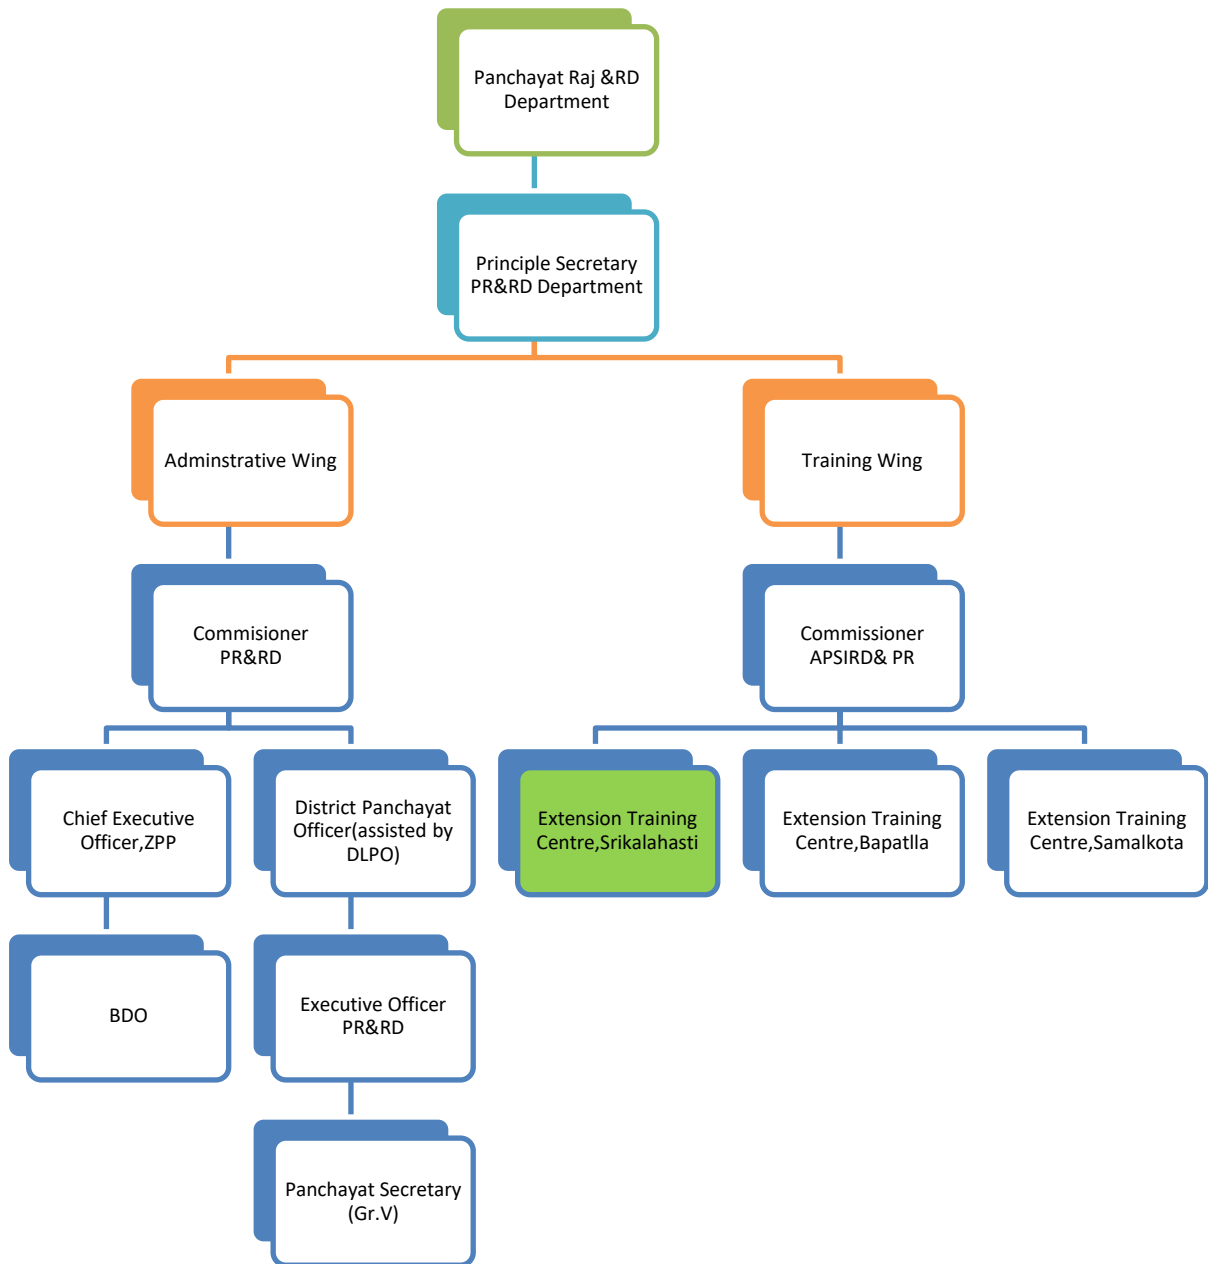 Panchayat Raj &RD
Department
Principle Secretary
PR&RD Department
Adminstrative Wing
Training Wing
Commisioner
PR&RD
Commissioner
APSIRD& PR
Chief Executive
Officer,ZPP
District Panchayat
Officer(assisted by
DLPO)
Extension Training
Centre,Srikalahasti
Extension Training
Centre,Bapatlla
Extension Training
Centre,Samalkota
BDO
Executive Officer
PR&RD
Panchayat Secretary
(Gr.V)